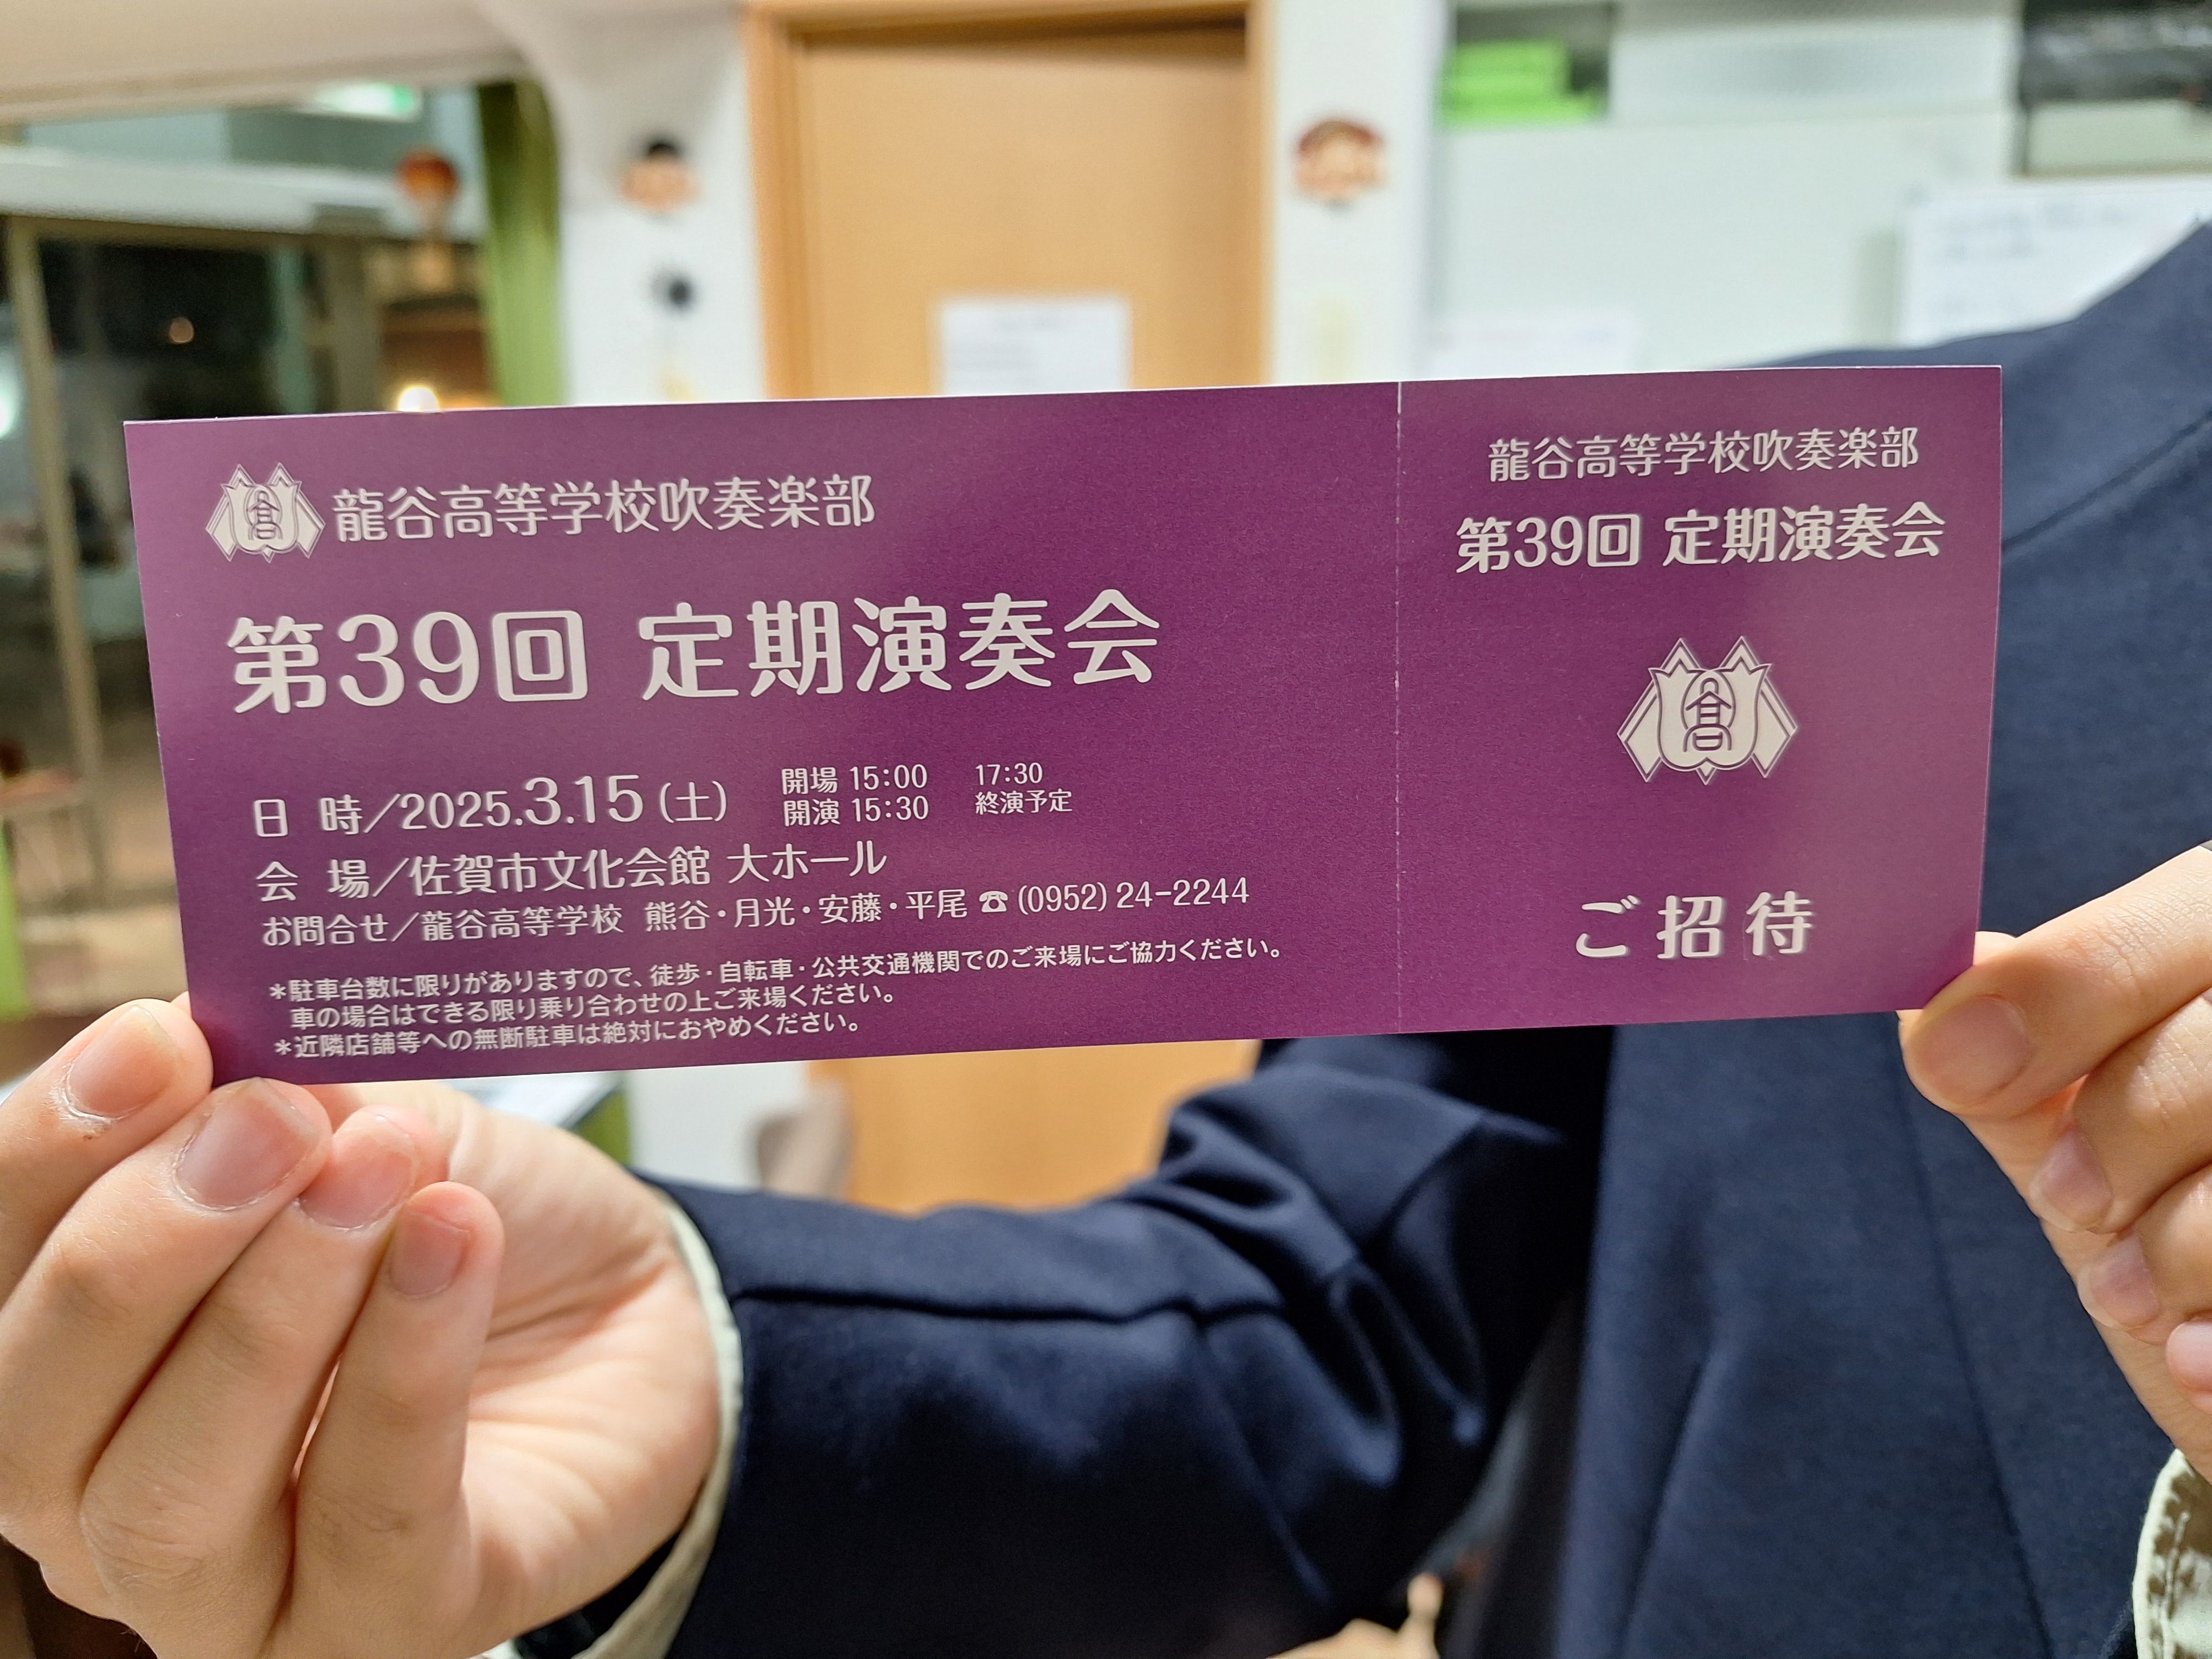 高 龍谷高等学校吹奏楽部
第39回 定期演奏会
日 時／2025.3.15(土) 開場 15:00 17:30
開演 15:30 終演予定
会 場／佐賀市文化会館 大ホール
お問合せ／龍谷高等学校 熊谷・月光・安藤・平尾 ☎(0952)24-2244
＊駐車台数に限りがありますので、徒歩・自転車・公共交通機関でのご来場にご協力ください。
車の場合はできる限り乗り合わせの上ご来場ください。
＊近隣店舗等への無断駐車は絶対におやめください。
龍谷高等学校吹奏楽部
第39回 定期演奏会
高
ご招待